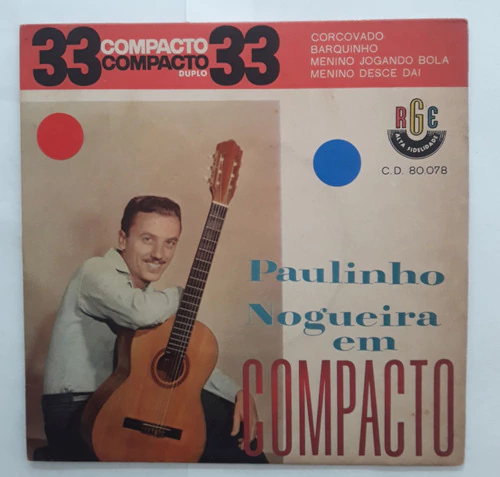 33 COMPACTO COMPACTO DUPLO 33
CORCOVADO
BARQUINHO
MENINO JOGANDO BOLA
MENINO DESCE DAI
RGE
ALTA FIDELIDADE
C.D. 80.078
Paulinho
Nogueira
em
COMPACTO